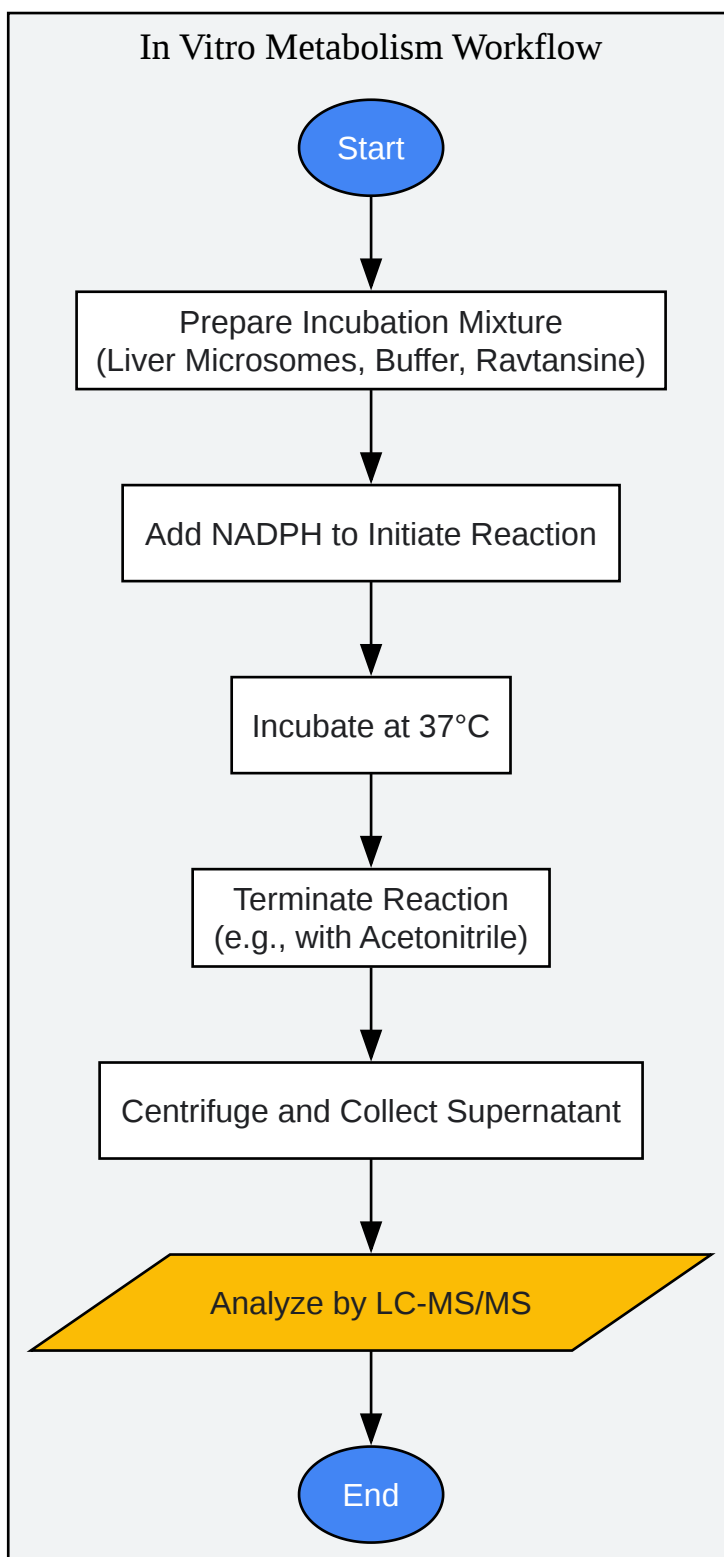 In Vitro Metabolism Workflow
Start
Prepare Incubation Mixture
(Liver Microsomes, Buffer, Ravtansine)
Add NADPH to Initiate Reaction
Incubate at 37°C
Terminate Reaction
(e.g., with Acetonitrile)
Centrifuge and Collect Supernatant
Analyze by LC-MS/MS
End